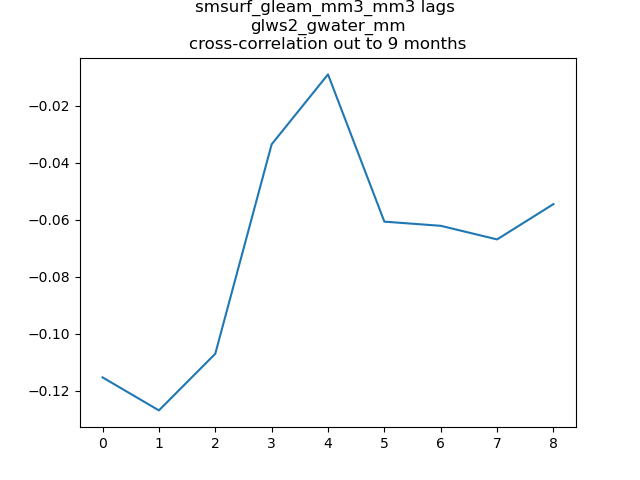 smsurf_gleam_mm3_mm3 lags
glws2_gwater_mm
cross-correlation out to 9 months
−0.02
−0.04
−0.06
−0.08
−0.10
−0.12
0 1 2 3 4 5 6 7 8